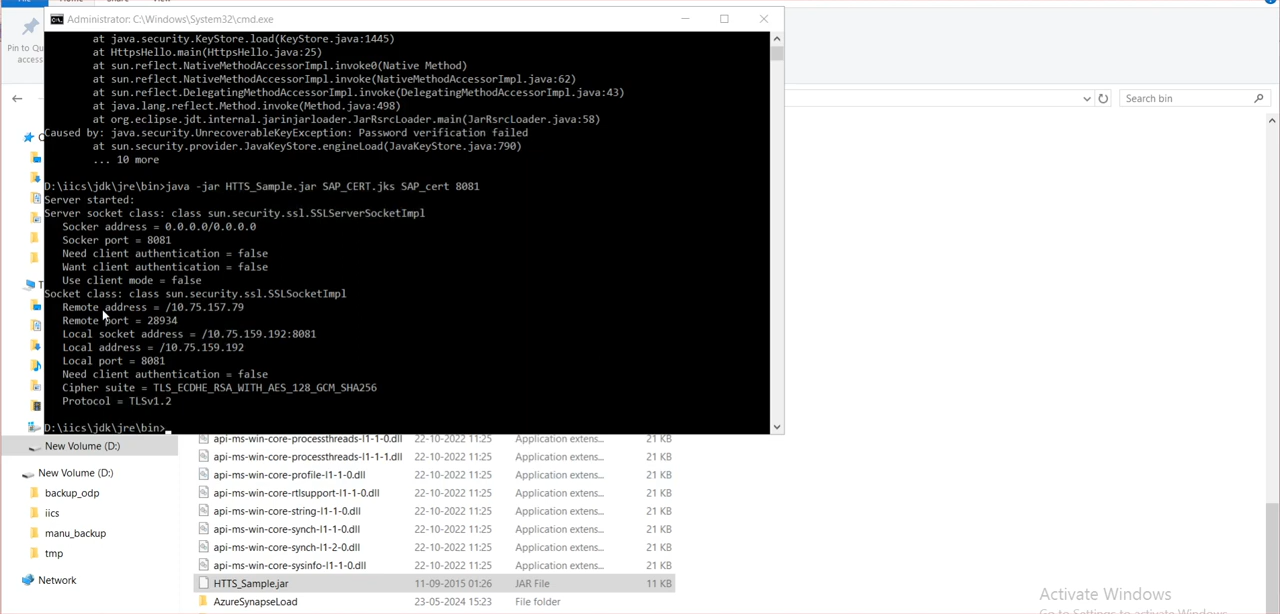 Administrator: C:\Windows\System32\cmd.exe
Pin to Qu
access
at java.security.KeyStore.load(KeyStore.java:1445)
at HttpsHello.main(HttpsHello.java:25)
at sun.reflect.NativeMethodAccessorImpl.invoke0(Native Method)
at sun.reflect.NativeMethodAccessorImpl.invoke(NativeMethodAccessorImpl.java:62)
at sun.reflect.DelegatingMethodAccessorImpl.invoke(DelegatingMethodAccessorImpl.java:43)
at java.lang.reflect.Method.invoke(Method.java:498)
at org.eclipse.jdt.internal.jarinjarloader.JarRsrcLoader.main(JarRsrcLoader.java:58)
Caused by: java.security.UnrecoverableKeyException: Password verification failed
at sun.security.provider.JavaKeyStore.engineLoad(JavaKeyStore.java:790)
... 10 more
D:\iics\jdk\jre\bin>java -jar HTTS_Sample.jar SAP_CERT.jks SAP_cert 8081
Server started:
Server socket class: class sun.security.ssl.SSLServerSocketImpl
Socker address = 0.0.0.0/0.0.0.0
Socker port = 8081
Need client authentication = false
Want client authentication = false
Use client mode = false
Socket class: class sun.security.ssl.SSLSocketImpl
Remote address = /10.75.157.79
Remote port = 28934
Local socket address = /10.75.159.192:8081
Local address = /10.75.159.192
Local port = 8081
Need client authentication = false
Cipher suite = TLS_ECDHE_RSA_WITH_AES_128_GCM_SHA256
Protocol = TLSv1.2
D:\iics\jdk\jre\bin>
Search bin
New Volume (D:)
New Volume (D:)
backup_odp
iics
manu_backup
tmp
Network
api-ms-win-core-processthreads-l1-1-0.dll 22-10-2022 11:25 Application extens... 21 KB
api-ms-win-core-processthreads-l1-1-1.dll 22-10-2022 11:25 Application extens... 21 KB
api-ms-win-core-profile-l1-1-0.dll 22-10-2022 11:25 Application extens... 21 KB
api-ms-win-core-rtlsupport-l1-1-0.dll 22-10-2022 11:25 Application extens... 21 KB
api-ms-win-core-string-l1-1-0.dll 22-10-2022 11:25 Application extens... 21 KB
api-ms-win-core-synch-l1-1-0.dll 22-10-2022 11:25 Application extens... 21 KB
api-ms-win-core-synch-l1-2-0.dll 22-10-2022 11:25 Application extens... 21 KB
api-ms-win-core-sysinfo-l1-1-0.dll 22-10-2022 11:25 Application extens... 21 KB
HTTS_Sample.jar 11-09-2015 01:26 JAR File 11 KB
AzureSynapseLoad 23-05-2024 15:23 File folder
Activate Windows